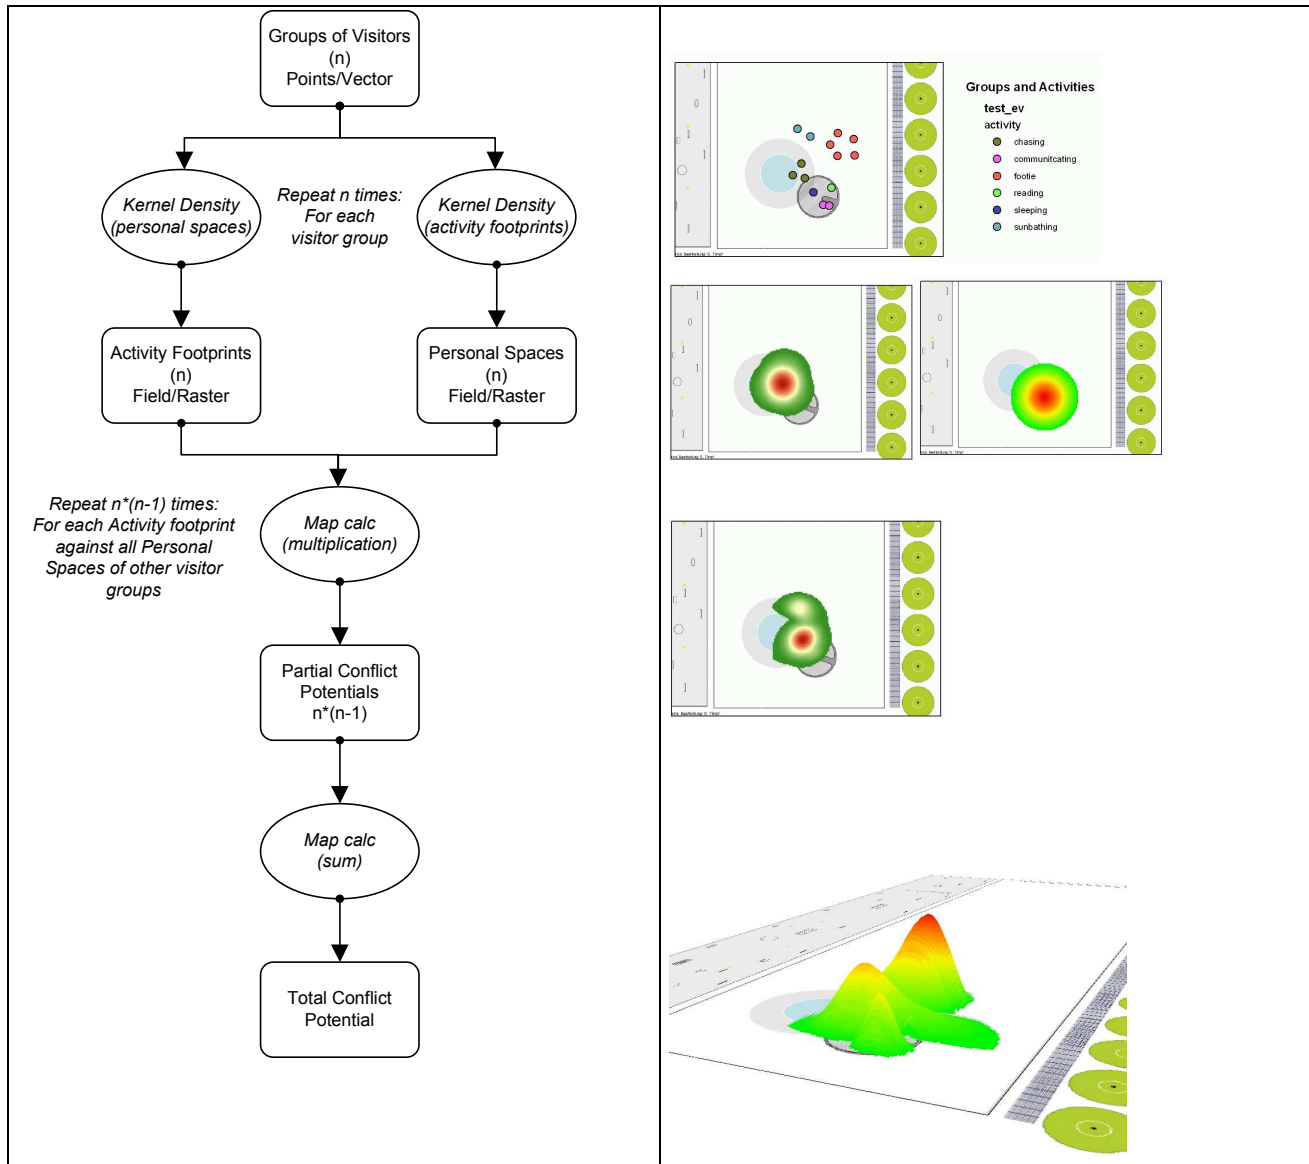 Groups of Visitors
(n)
Points/Vector
Kernel Density
(personal spaces)
Repeat n times:
For each
visitor group
Kernel Density
(activity footprints)
Activity Footprints
(n)
Field/Raster
Personal Spaces
(n)
Field/Raster
Repeat n*(n-1) times:
For each Activity footprint
against all Personal
Spaces of other visitor
groups
Map calc
(multiplication)
Partial Conflict
Potentials
n*(n-1)
Map calc
(sum)
Total Conflict
Potential
Groups and Activities
test_ev
activity
chasing
communitcating
footie
reading
sleeping
sunbathing